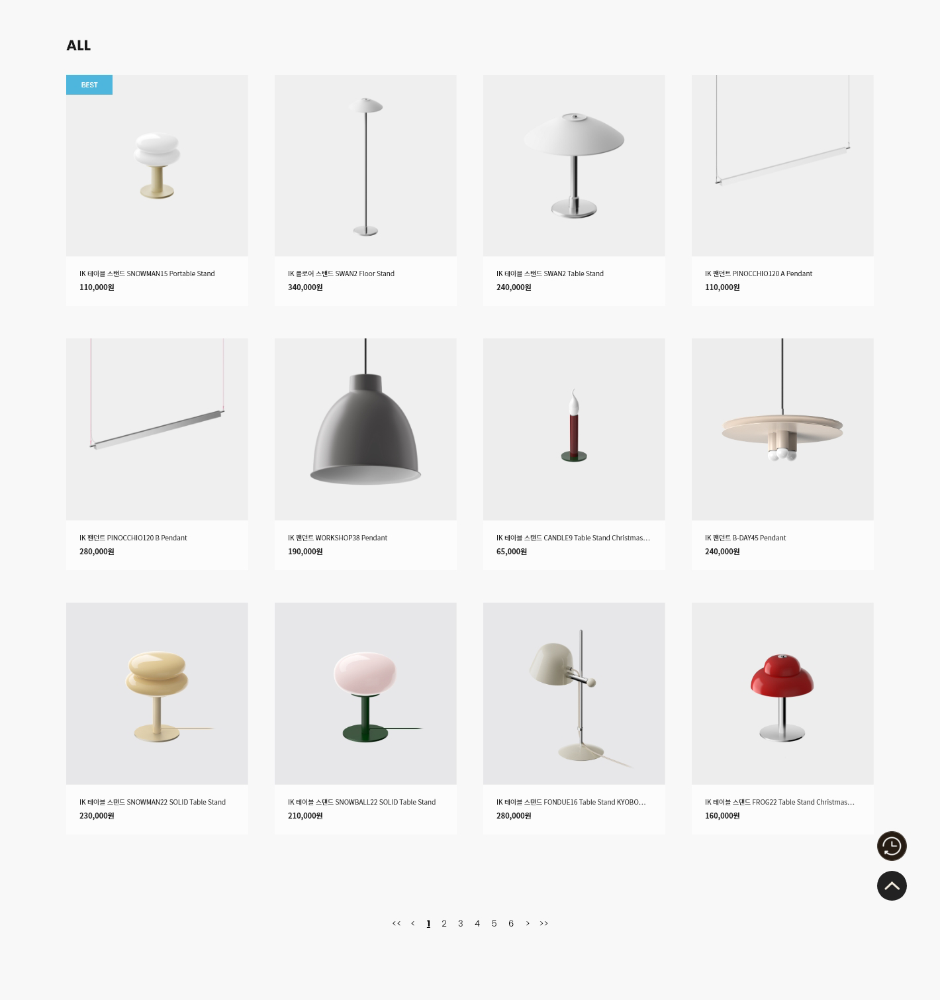 ALL
BEST
IK 테이블 스탠드 SNOWMAN15 Portable Stand
110,000원
IK 플로어 스탠드 SWAN2 Floor Stand
340,000원
IK 테이블 스탠드 SWAN2 Table Stand
240,000원
IK 팬던트 PINOCCHIO120 A Pendant
110,000원
IK 팬던트 PINOCCHIO120 B Pendant
280,000원
IK 팬던트 WORKSHOP38 Pendant
190,000원
IK 테이블 스탠드 CANDLE9 Table Stand Christmas...
65,000원
IK 팬던트 B-DAY45 Pendant
240,000원
IK 테이블 스탠드 SNOWMAN22 SOLID Table Stand
230,000원
IK 테이블 스탠드 SNOWBALL22 SOLID Table Stand
210,000원
IK 테이블 스탠드 FONDUE16 Table Stand KYOBO...
280,000원
IK 테이블 스탠드 FROG22 Table Stand Christmas...
160,000원
<< < 1 2 3 4 5 6 > >>